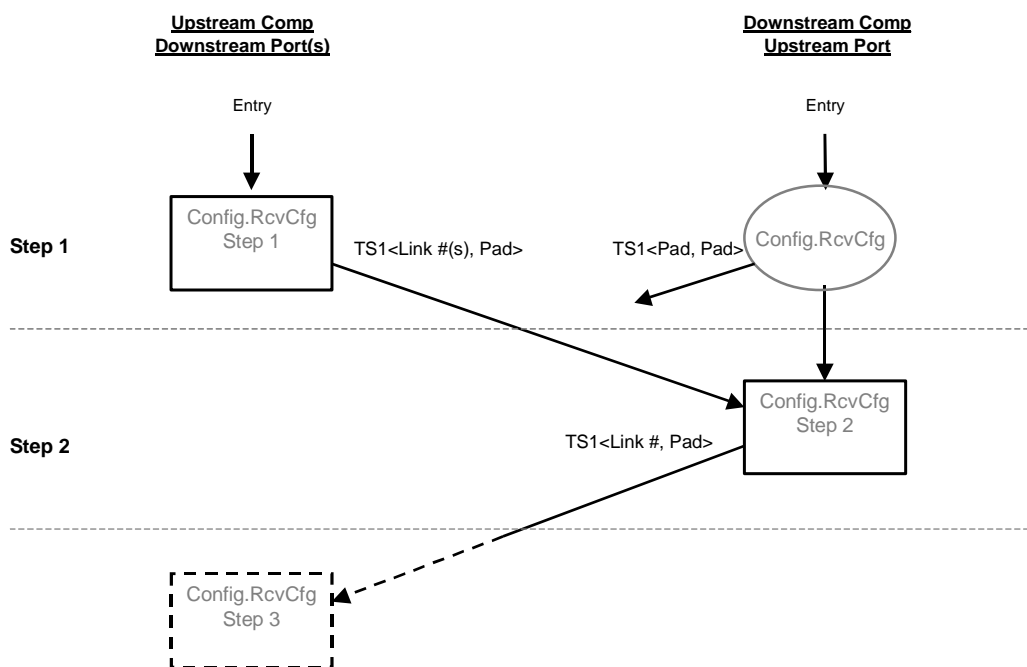 Upstream Comp
Downstream Port(s)
Downstream Comp
Upstream Port
Entry
Entry
Step 1
Config.RcvCfg
Step 1
TS1<Link #(s), Pad>
TS1<Pad, Pad>
Config.RcvCfg
Step 2
TS1<Link #, Pad>
Config.RcvCfg
Step 2
Config.RcvCfg
Step 3